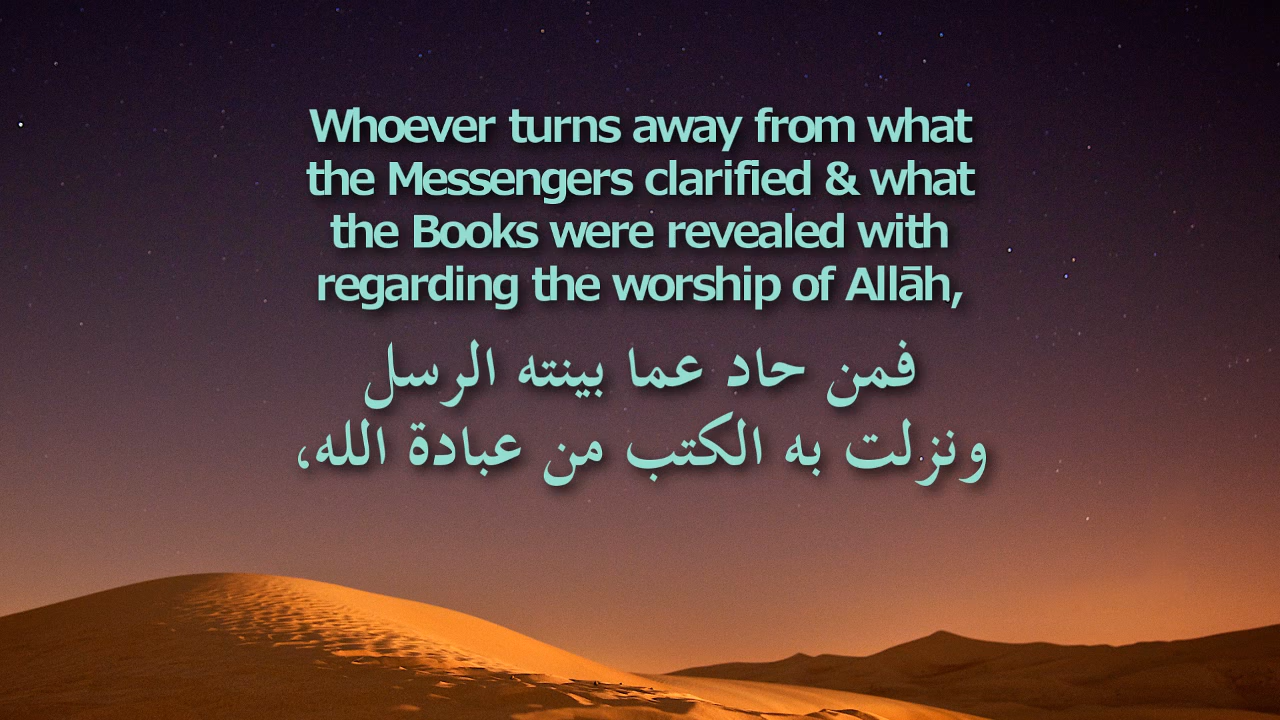 Whoever turns away from what
the Messengers clarified & what
the Books were revealed with
regarding the worship of Allāh,
فمن حاد عما بينته الرسل
ونزلت به الكتب من عبادة الله،